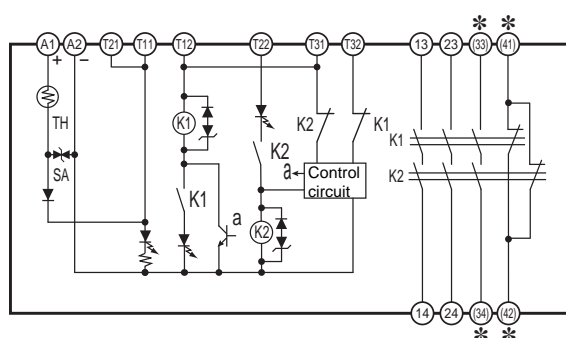 A1 A2 T21 T11 T12 T22 T31 T32 13 23 (33) (41)
* *
+ −
TH
SA
K1
K1
a
K2
K2
K2 K1
a
Control
circuit
K1
K2
14 24 (34) (42)
* *